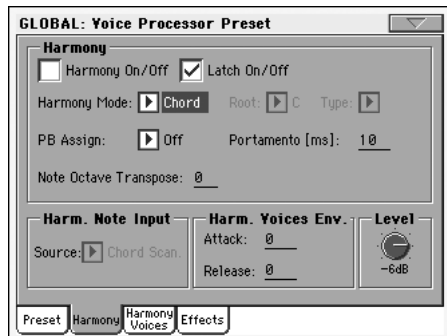 GLOBAL: Voice Processor Preset
Harmony
Harmony On/Off Latch On/Off
Harmony Mode: Chord Root: C Type:
PB Assign: Off Portamento [ms]: 10
Note Octave Transpose: 0
Harm. Note Input Harm. Voices Env. Level
Source: Chord Scan. Attack: 0
Release: 0 -6dB
Preset Harmony Harmony Voices Effects